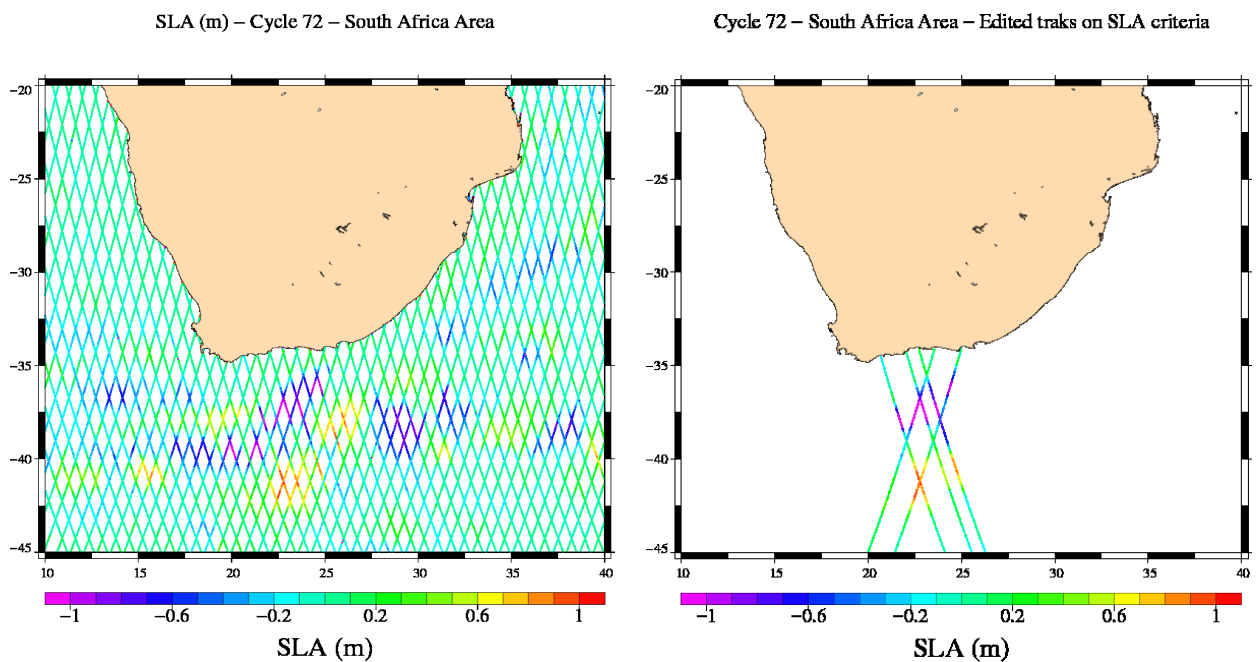 SLA (m) – Cycle 72 – South Africa Area
−20
−25
−30
−35
−40
−45
10 15 20 25 30 35 40
−1 −0.6 −0.2 0.2 0.6 1
SLA (m)
Cycle 72 – South Africa Area – Edited traks on SLA criteria
−20
−25
−30
−35
−40
−45
10 15 20 25 30 35 40
−1 −0.6 −0.2 0.2 0.6 1
SLA (m)